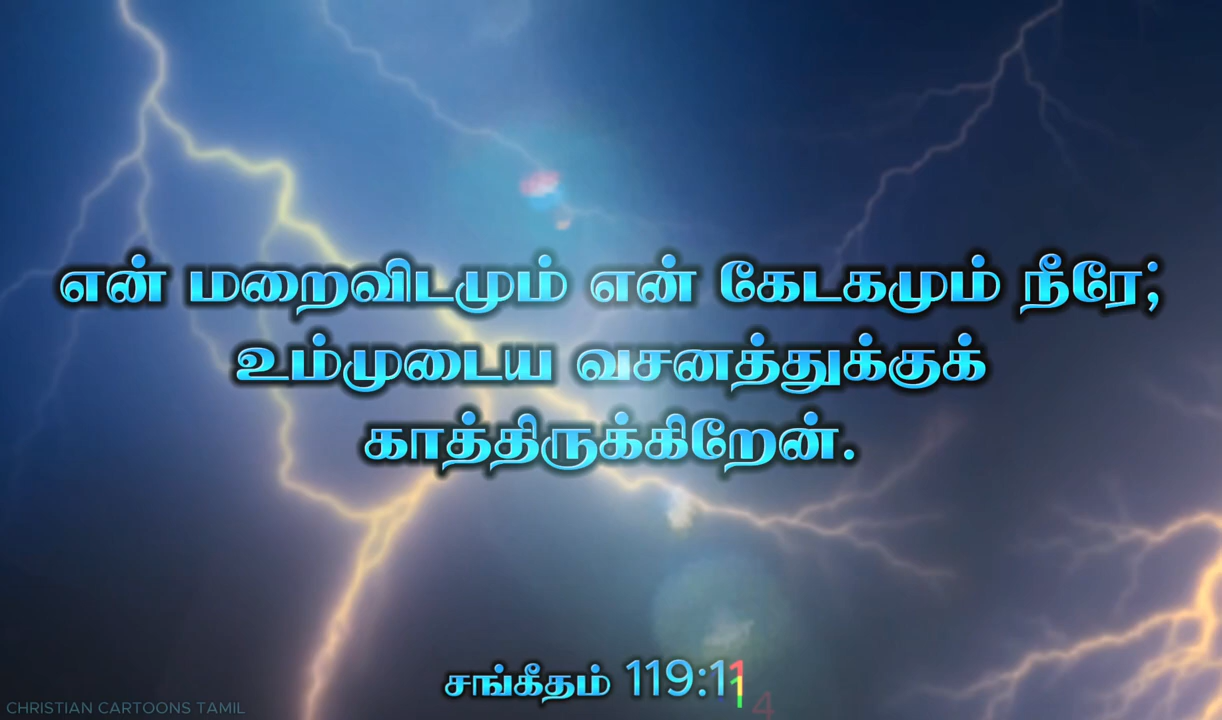 என் மறைவிடமும் என் கேடகமும் நீரே;
உம்முடைய வசனத்துக்குக்
காத்திருக்கிறேன்.
சங்கீதம் 119:114
CHRISTIAN CARTOONS TAMIL